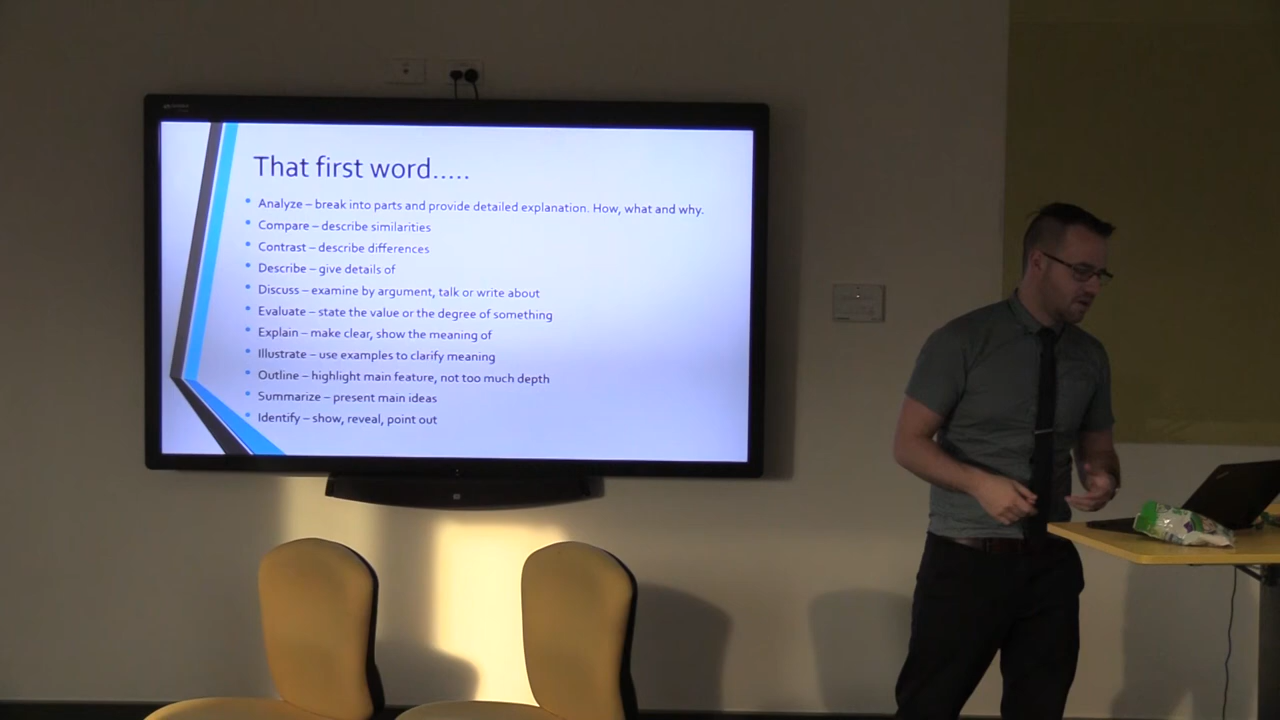 That first word.....
• Analyze – break into parts and provide detailed explanation. How, what and why.
• Compare – describe similarities
• Contrast – describe differences
• Describe – give details of
• Discuss – examine by argument, talk or write about
• Evaluate – state the value or the degree of something
• Explain – make clear, show the meaning of
• Illustrate – use examples to clarify meaning
• Outline – highlight main feature, not too much depth
• Summarize – present main ideas
• Identify – show, reveal, point out